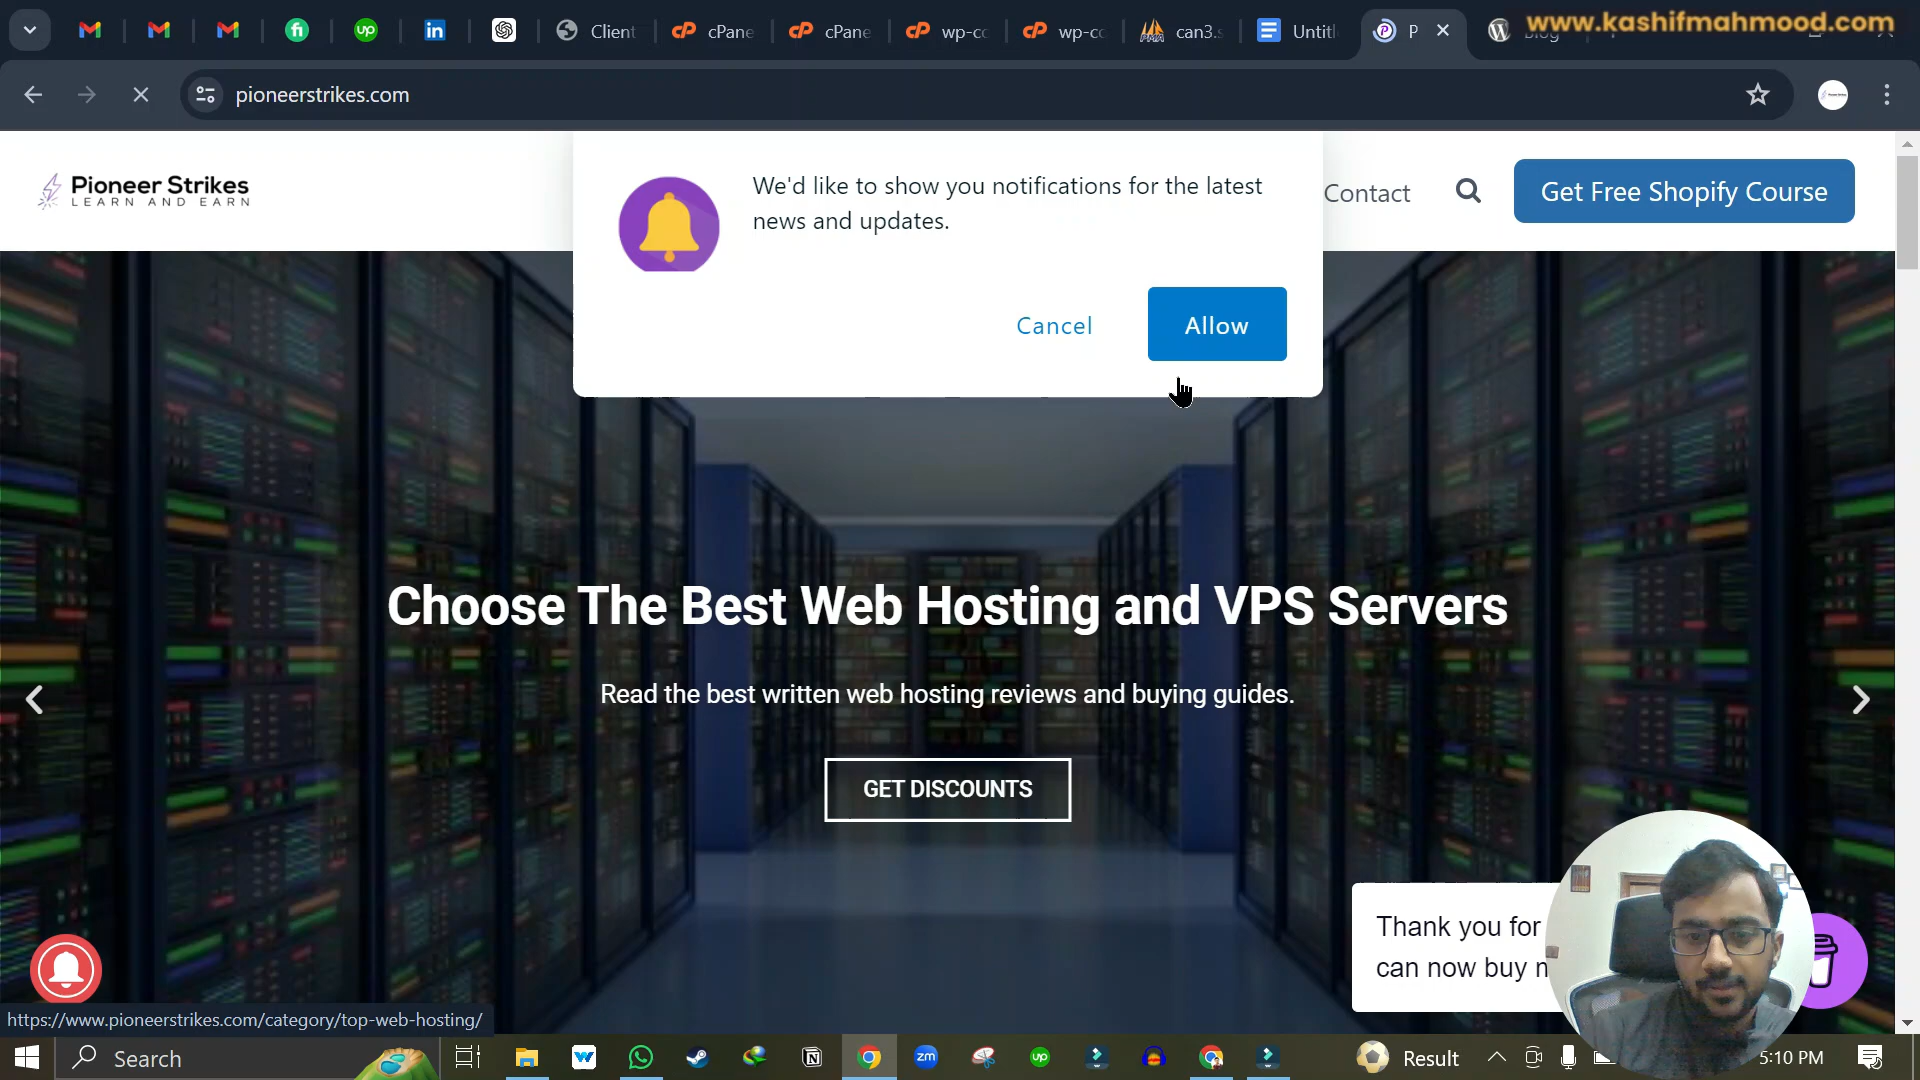 Client
cPane
cPane
wp-co
wp-co
can3.s
Untitl
P
Blog
www.kashifmahmood.com
pioneerstrikes.com
Pioneer Strikes
LEARN AND EARN
We'd like to show you notifications for the latest
news and updates.
Cancel
Allow
Contact
Get Free Shopify Course
Choose The Best Web Hosting and VPS Servers
Read the best written web hosting reviews and buying guides.
GET DISCOUNTS
Thank you for
can now buy
https://www.pioneerstrikes.com/category/top-web-hosting/
Search
Result
5:10 PM